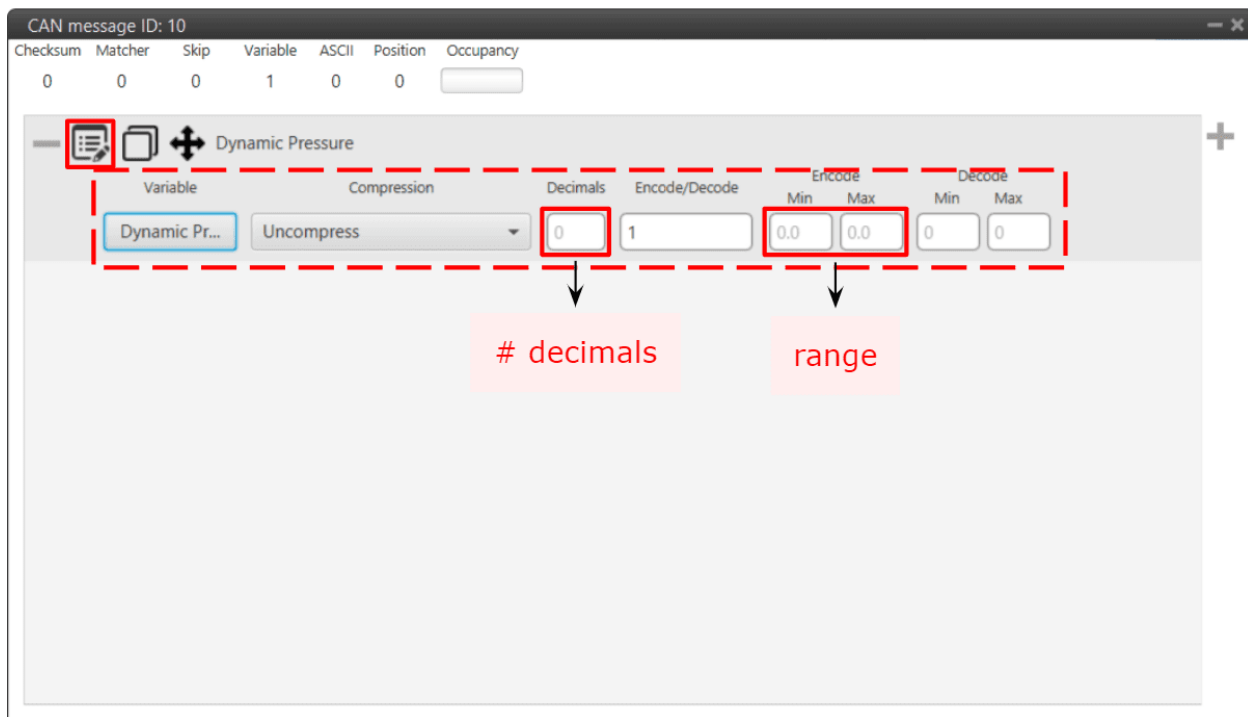 CAN message ID: 10
Checksum Matcher Skip Variable ASCII Position Occupancy
0 0 0 1 0 0
Dynamic Pressure
Variable Compression Decimals Encode/Decode Encode Decode
Min Max Min Max
Dynamic Pr... Uncompress 0 1 0.0 0.0 0 0
# decimals range